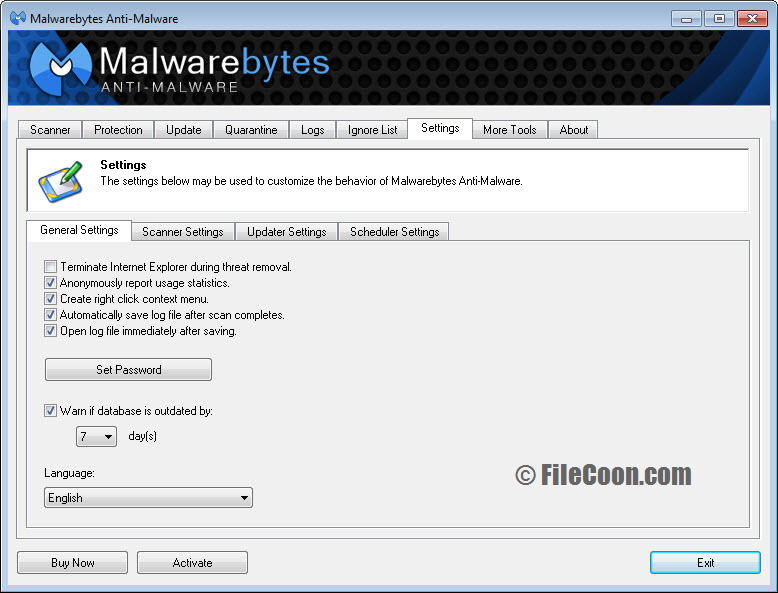 Malwarebytes Anti-Malware
Malwarebytes
ANTI-MALWARE
Scanner Protection Update Quarantine Logs Ignore List Settings More Tools About
Settings
The settings below may be used to customize the behavior of Malwarebytes Anti-Malware.
General Settings Scanner Settings Updater Settings Scheduler Settings
Terminate Internet Explorer during threat removal.
Anonymously report usage statistics.
Create right click context menu.
Automatically save log file after scan completes.
Open log file immediately after saving.
Set Password
Warn if database is outdated by:
7 day(s)
Language:
© FileCoon.com
English
Buy Now Activate Exit